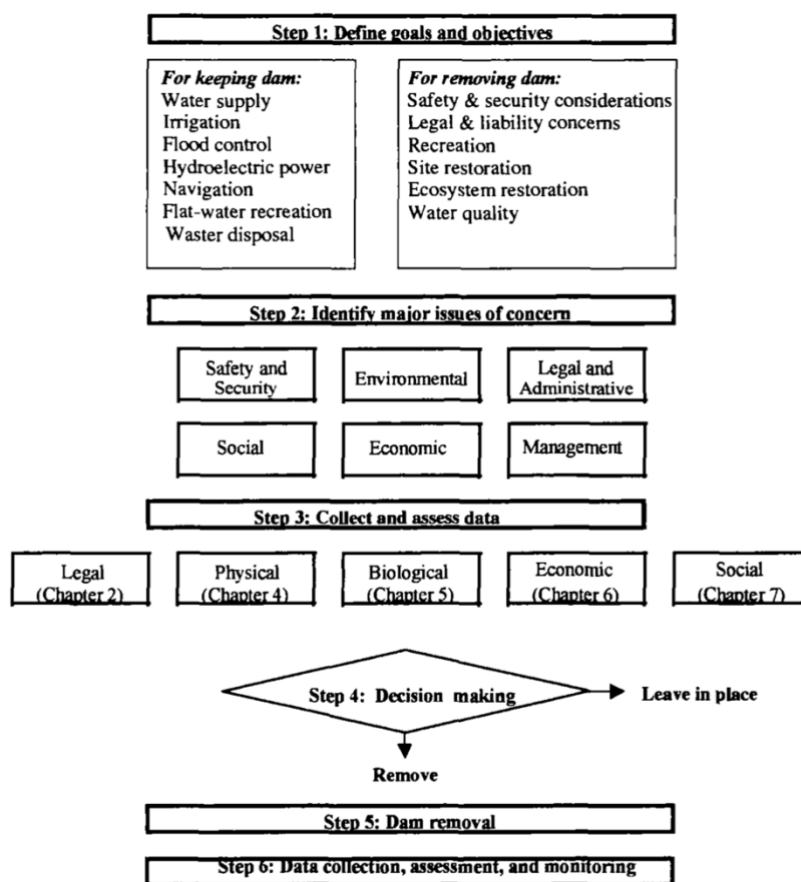 Step 1: Define goals and objectives
For keeping dam:
Water supply
Irrigation
Flood control
Hydroelectric power
Navigation
Flat-water recreation
Waster disposal
For removing dam:
Safety & security considerations
Legal & liability concerns
Recreation
Site restoration
Ecosystem restoration
Water quality
Step 2: Identify major issues of concern
Safety and
Security
Environmental
Legal and
Administrative
Social
Economic
Management
Step 3: Collect and assess data
Legal
(Chapter 2)
Physical
(Chapter 4)
Biological
(Chapter 5)
Economic
(Chapter 6)
Social
(Chapter 7)
Step 4: Decision making
Leave in place
Remove
Step 5: Dam removal
Step 6: Data collection, assessment, and monitoring